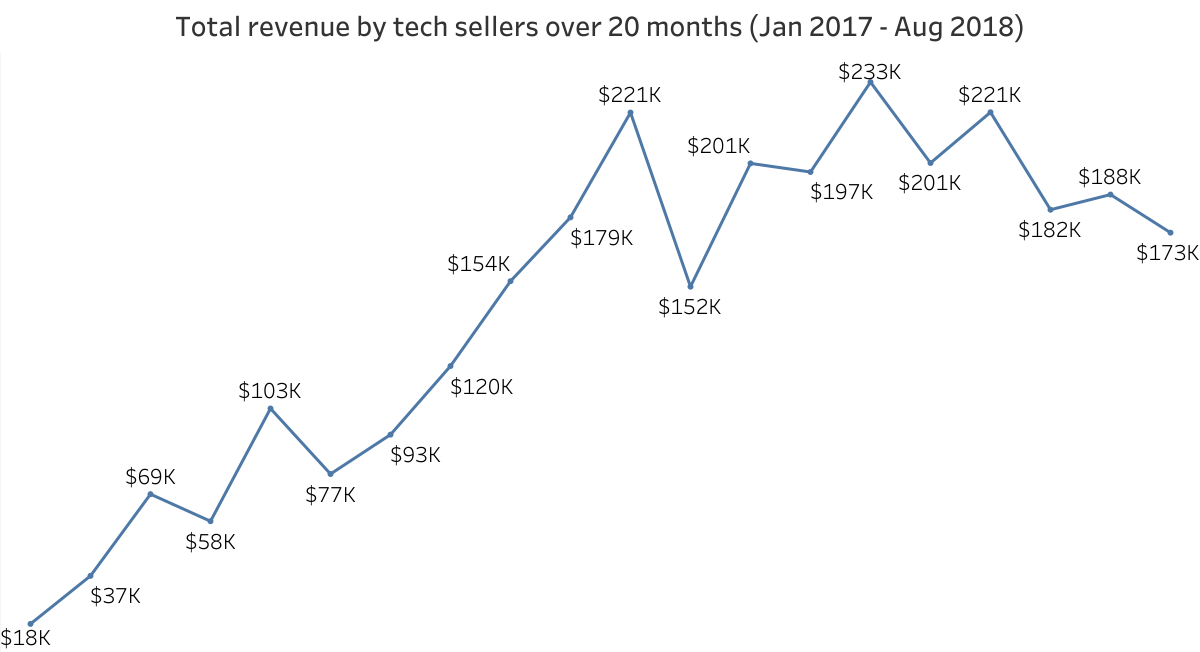 Total revenue by tech sellers over 20 months (Jan 2017 - Aug 2018)
$18K
$37K
$69K
$58K
$103K
$77K
$93K
$120K
$154K
$179K
$221K
$152K
$201K
$197K
$233K
$201K
$221K
$182K
$188K
$173K